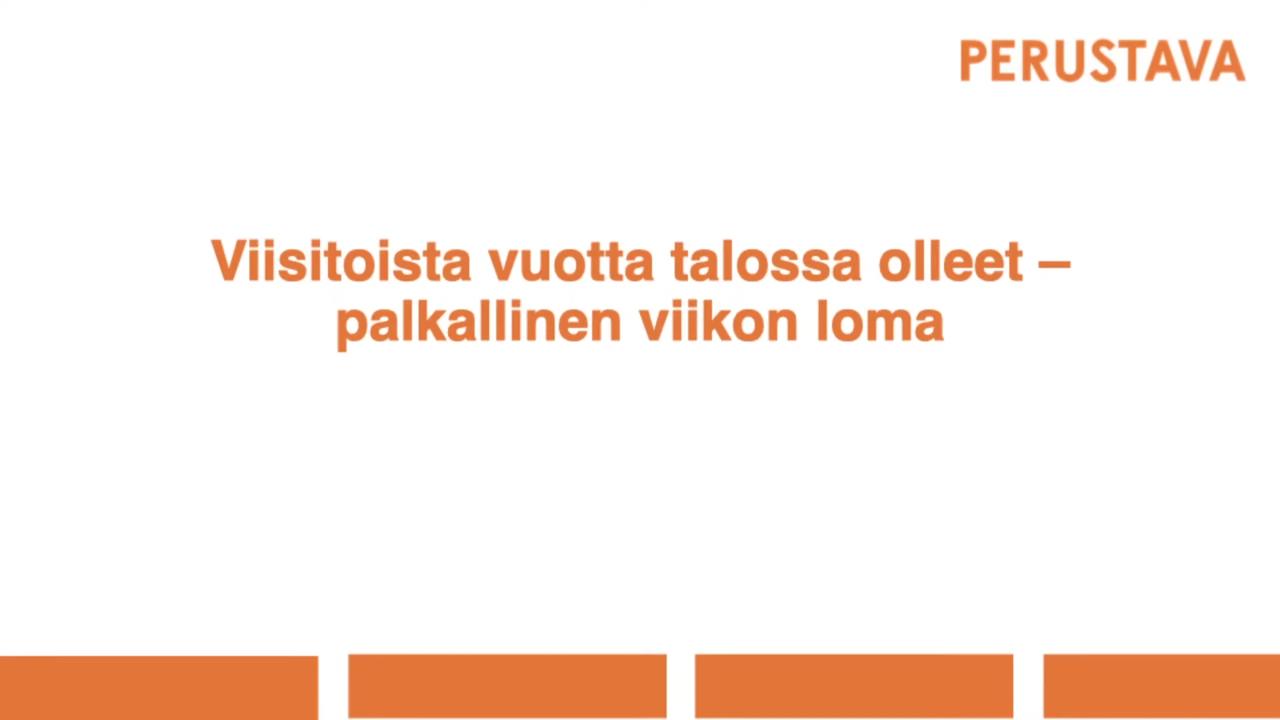 PERUSTAVA
Viisitoista vuotta talossa olleet –
palkallinen viikon loma